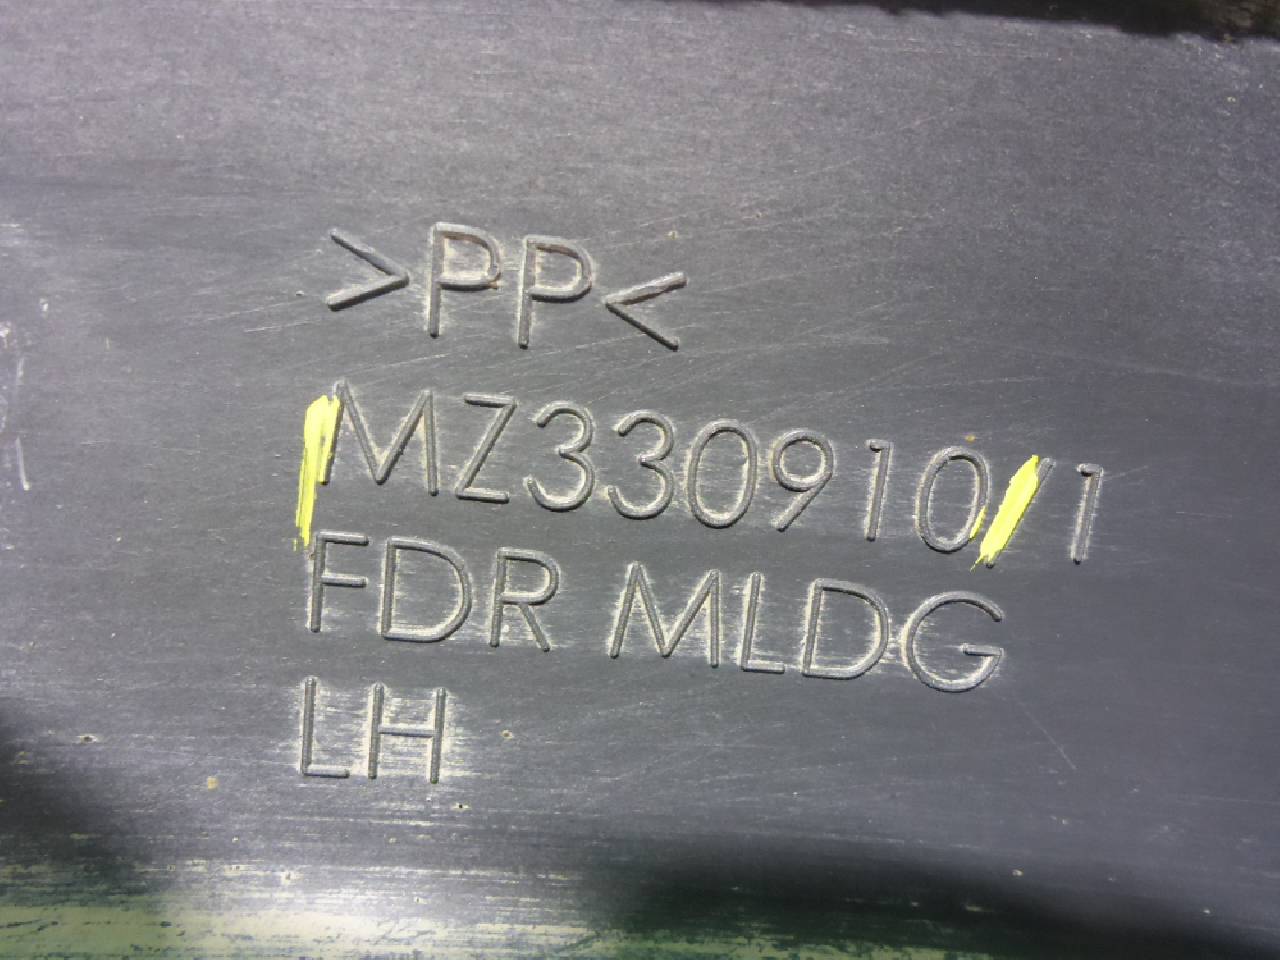 >PP<
MZ330910/1
FDR MLDG
LH